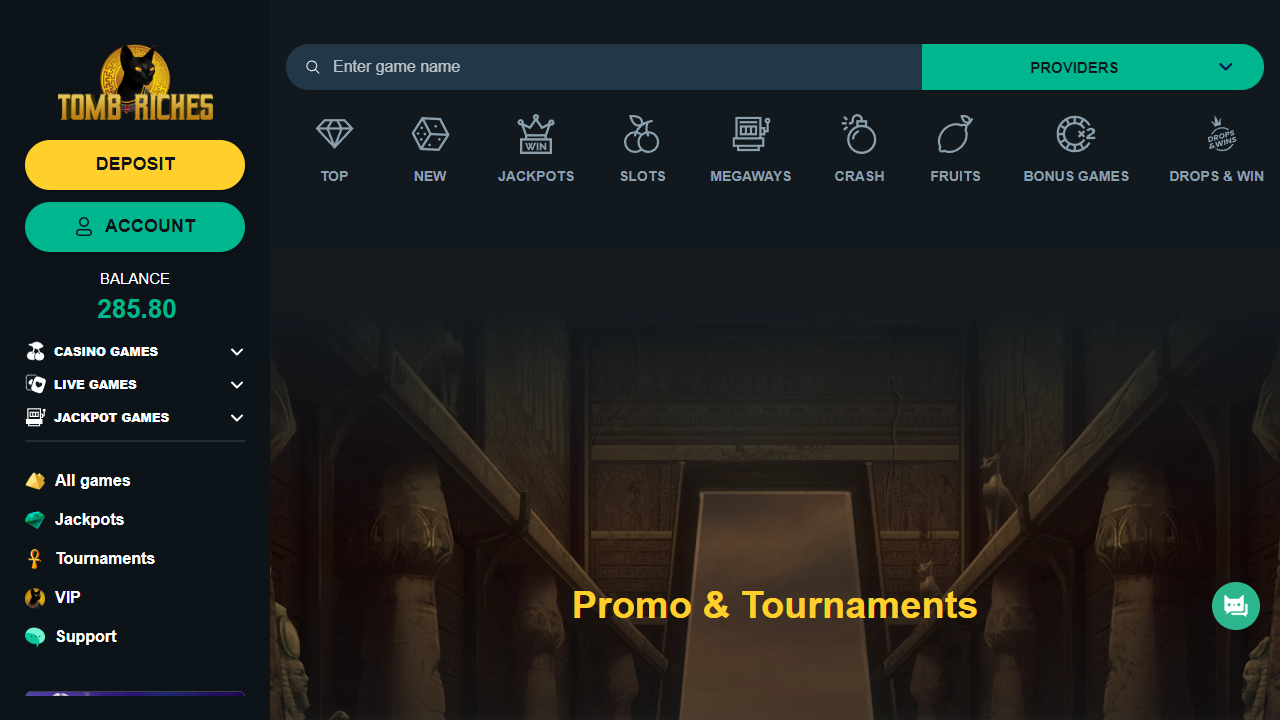 TOMB RICHES
DEPOSIT
ACCOUNT
BALANCE
285.80
CASINO GAMES
LIVE GAMES
JACKPOT GAMES
All games
Jackpots
Tournaments
VIP
Support
Enter game name
PROVIDERS
WIN
x2
DROPS
&WINS
TOP
NEW
JACKPOTS
SLOTS
MEGAWAYS
CRASH
FRUITS
BONUS GAMES
DROPS & WIN
Promo & Tournaments